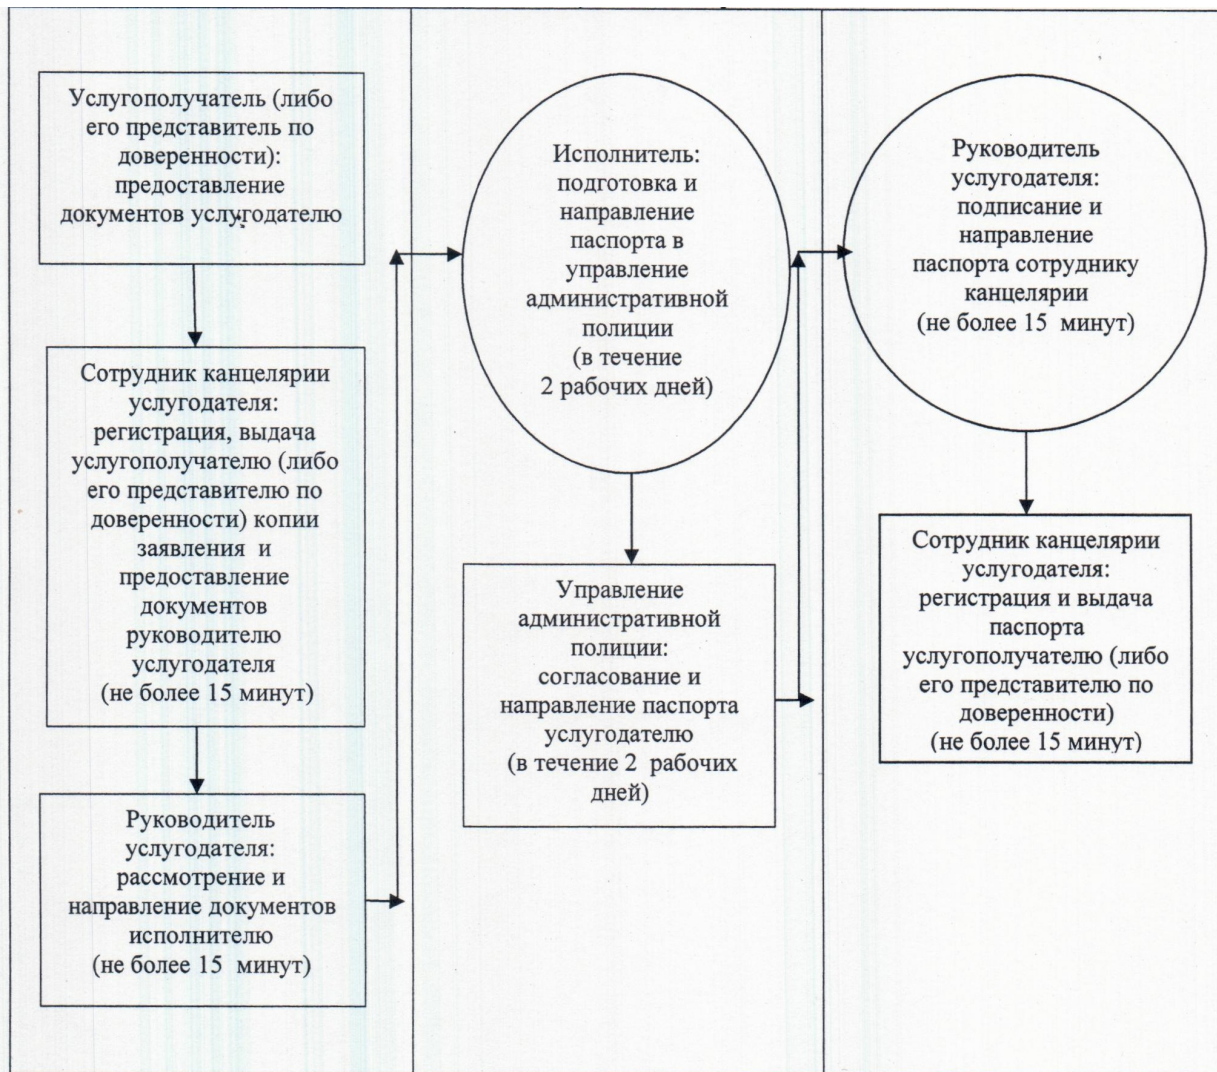 Услугополучатель (либо
его представитель по
доверенности):
предоставление
документов услугодателю
Сотрудник канцелярии
услугодателя:
регистрация, выдача
услугополучателю (либо
его представителю по
доверенности) копии
заявления и
предоставление
документов
руководителю
услугодателя
(не более 15 минут)
Руководитель
услугодателя:
рассмотрение и
направление документов
исполнителю
(не более 15 минут)
Исполнитель:
подготовка и
направление
паспорта в
управление
административной
полиции
(в течение
2 рабочих дней)
Управление
административной
полиции:
согласование и
направление паспорта
услугодателю
(в течение 2 рабочих
дней)
Руководитель
услугодателя:
подписание и
направление
паспорта сотруднику
канцелярии
(не более 15 минут)
Сотрудник канцелярии
услугодателя:
регистрация и выдача
паспорта
услугополучателю (либо
его представителю по
доверенности)
(не более 15 минут)